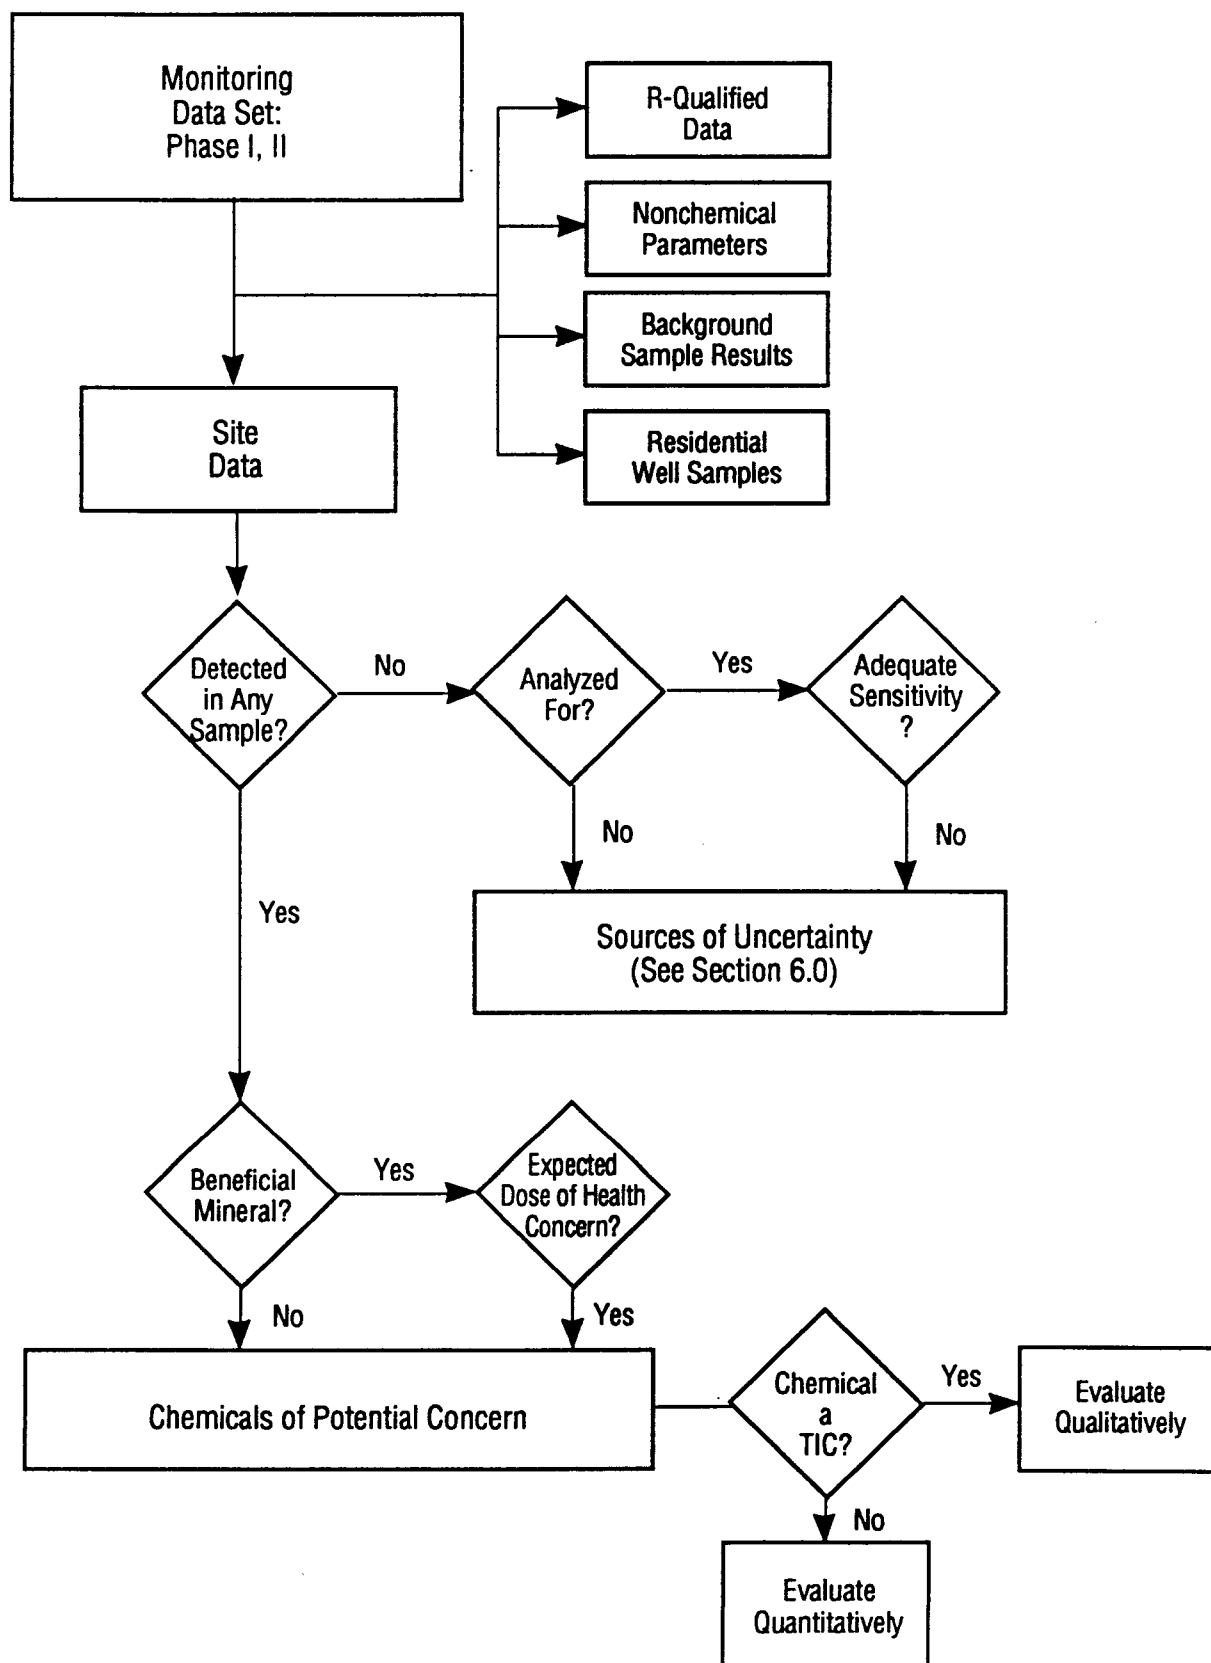 Monitoring
Data Set:
Phase I, II
R-Qualified
Data
Nonchemical
Parameters
Background
Sample Results
Residential
Well Samples
Site
Data
Detected
in Any
Sample?
No
Analyzed
For?
Yes
Adequate
Sensitivity
?
No
No
Yes
Sources of Uncertainty
(See Section 6.0)
Beneficial
Mineral?
Yes
Expected
Dose of Health
Concern?
No
Yes
Chemicals of Potential Concern
Chemical
a
TIC?
Yes
Evaluate
Qualitatively
No
Evaluate
Quantitatively